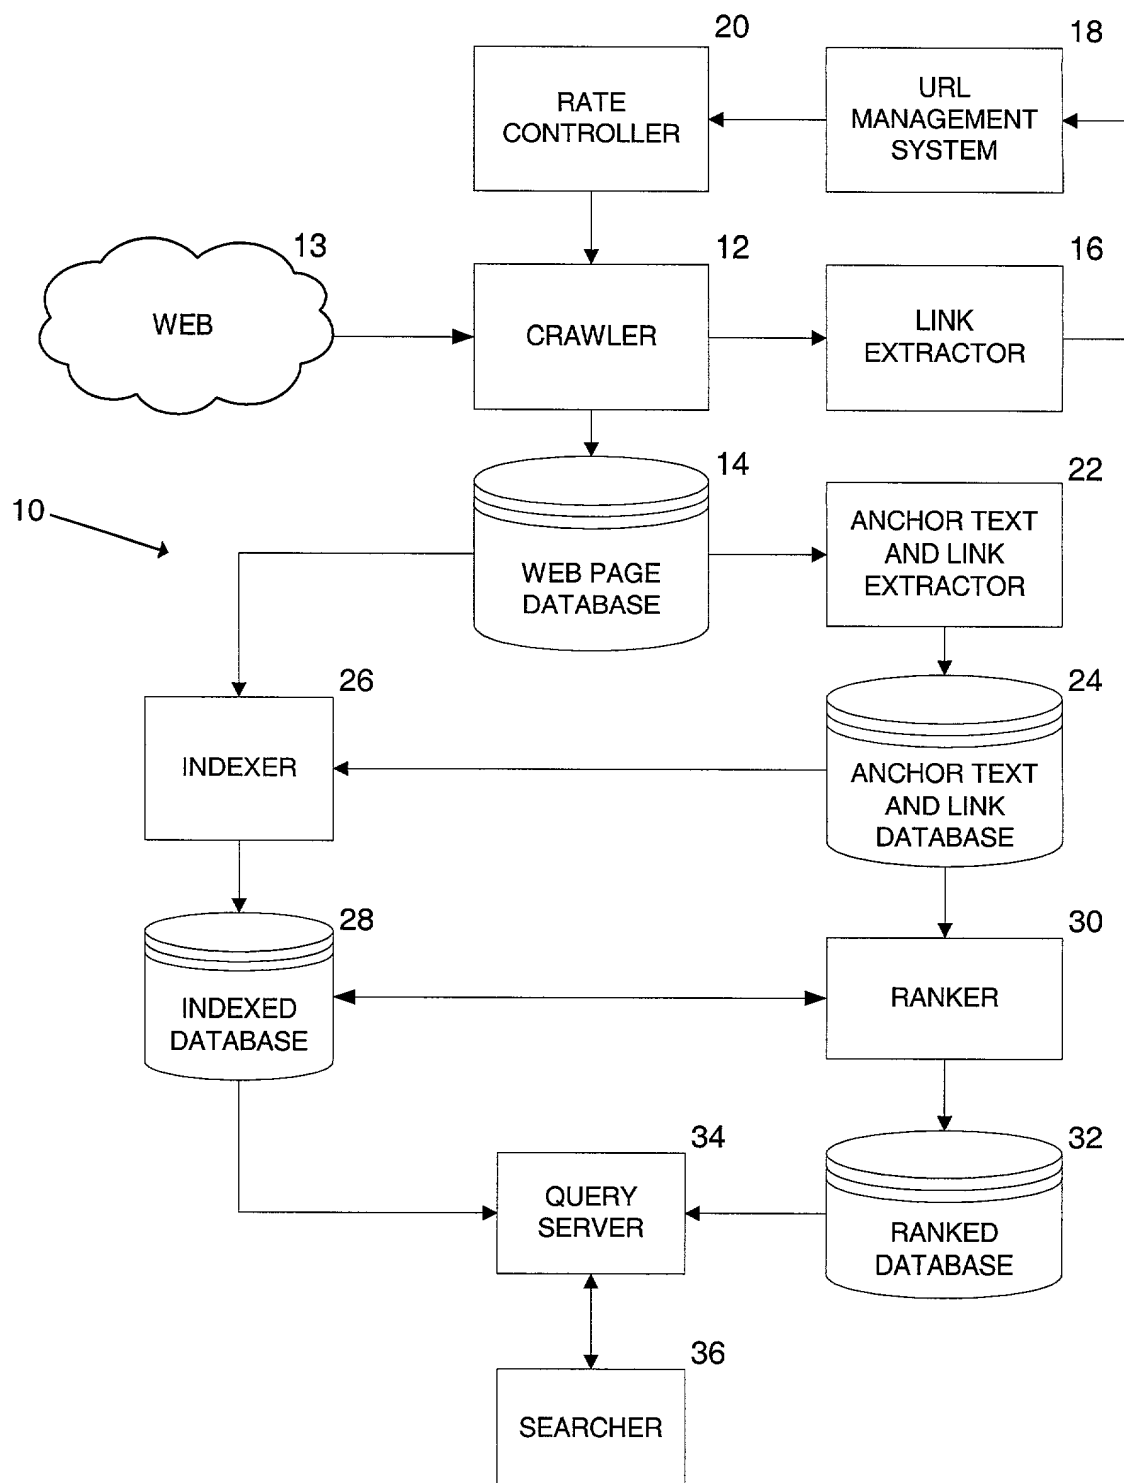 20
18
RATE
CONTROLLER
URL
MANAGEMENT
SYSTEM
13
12
16
WEB
CRAWLER
LINK
EXTRACTOR
14
22
10
WEB PAGE
DATABASE
ANCHOR TEXT
AND LINK
EXTRACTOR
26
24
INDEXER
ANCHOR TEXT
AND LINK
DATABASE
28
30
INDEXED
DATABASE
RANKER
34
32
QUERY
SERVER
RANKED
DATABASE
36
SEARCHER